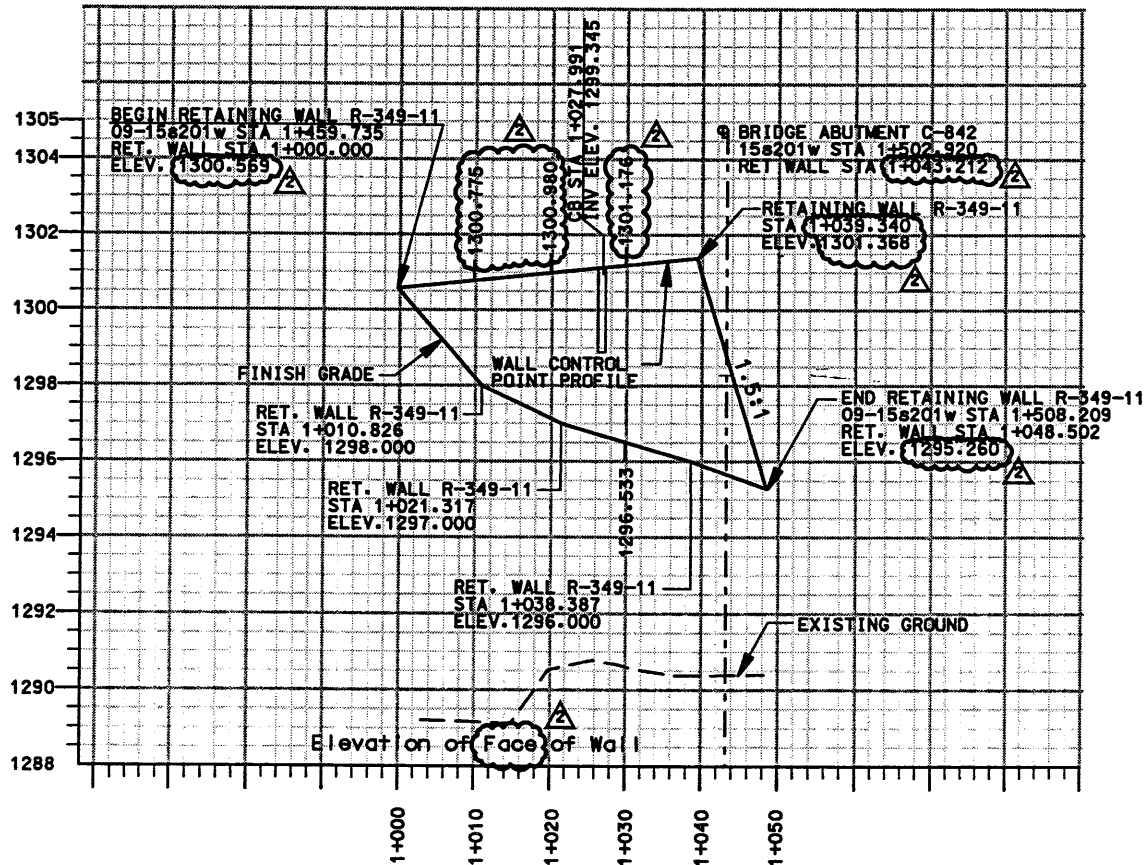 CB STA 1+027.991
INV ELEV. 1299.345
1305
1304
1302
1300
1298
1296
1294
1292
1290
1288
BEGIN RETAINING WALL R-349-11
09-15s201w STA 1+459.735
RET. WALL STA 1+000.000
ELEV. 1300.569
2
2
1300.775
1300.980
2
1301.176
BRIDGE ABUTMENT C-842
15s201w STA 1+502.920
RET WALL STA 1+043.212
2
RETAINING WALL R-349-11
STA 1+039.340
ELEV.1301.368
2
FINISH GRADE
WALL CONTROL
POINT PROFILE
1.5:1
RET. WALL R-349-11
STA 1+010.826
ELEV. 1298.000
END RETAINING WALL R-349-11
09-15s201w STA 1+508.209
RET. WALL STA 1+048.502
ELEV. 1295.260
2
RET. WALL R-349-11
STA 1+021.317
ELEV.1297.000
1296.533
RET. WALL R-349-11
STA 1+038.387
ELEV.1296.000
EXISTING GROUND
2
Elevation of Face of Wall
1+000
1+010
1+020
1+030
1+040
1+050